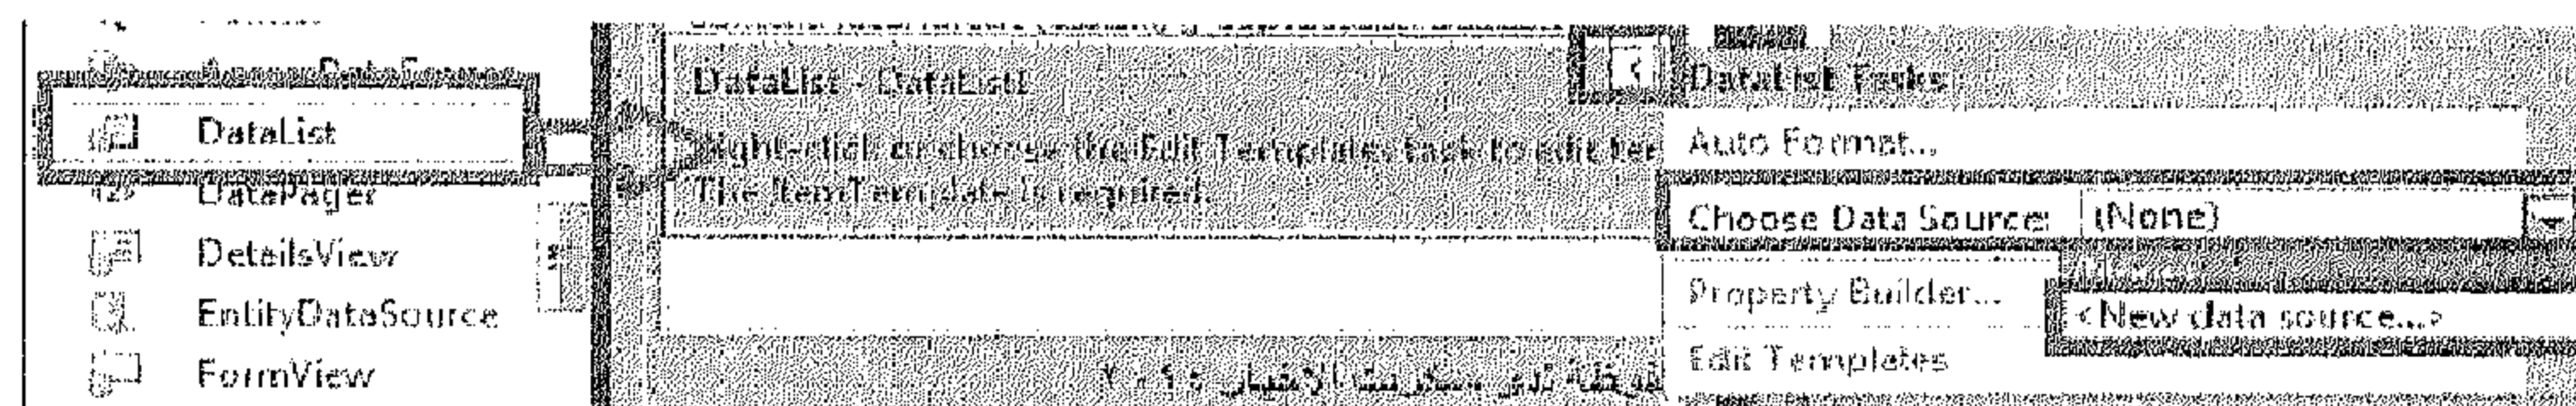 DataList
DataPager
DetailsView
EntityDataSource
FormView
DataList - DataList1
Right-click or choose the Edit Templates task to edit
The ItemTemplate is required.
DataList Tasks
Auto Format...
Choose Data Source: (None)
<New data source...>
Property Builder...
Edit Templates